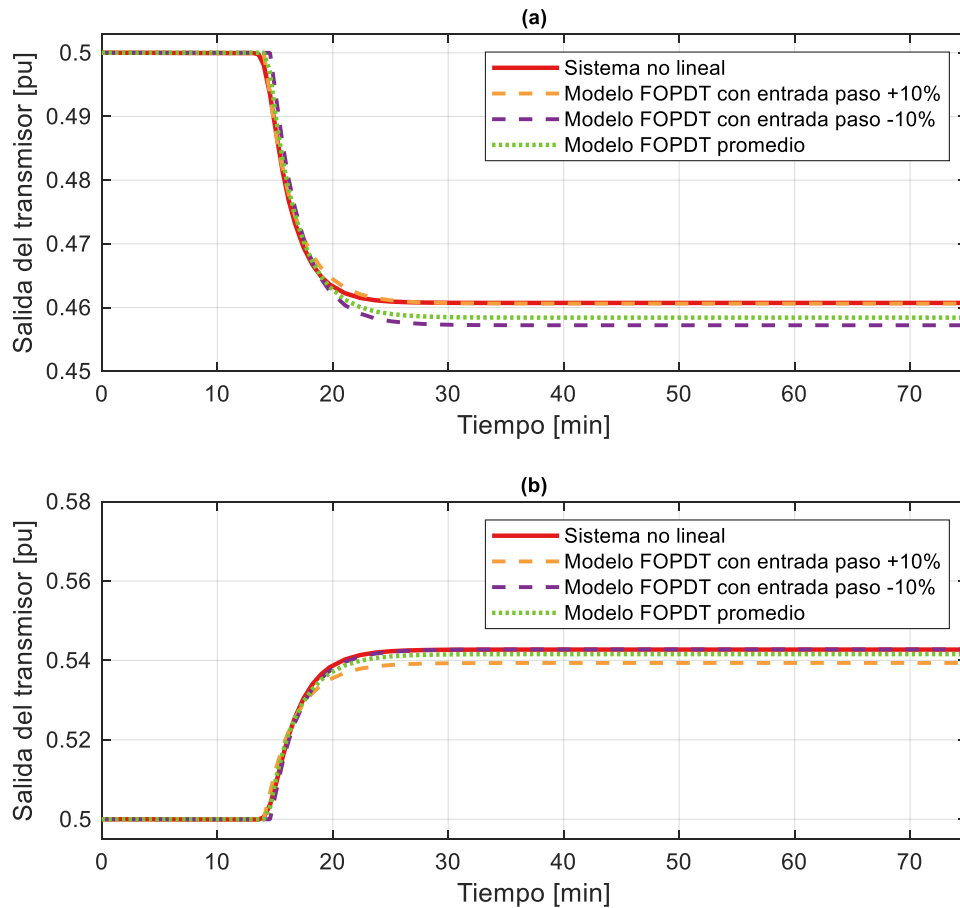 (a)
Salida del transmisor [pu]
0.5
0.49
0.48
0.47
0.46
0.45
Sistema no lineal
Modelo FOPDT con entrada paso +10%
Modelo FOPDT con entrada paso -10%
Modelo FOPDT promedio
0 10 20 30 40 50 60 70
Tiempo [min]
(b)
Salida del transmisor [pu]
0.58
0.56
0.54
0.52
0.5
Sistema no lineal
Modelo FOPDT con entrada paso +10%
Modelo FOPDT con entrada paso -10%
Modelo FOPDT promedio
0 10 20 30 40 50 60 70
Tiempo [min]